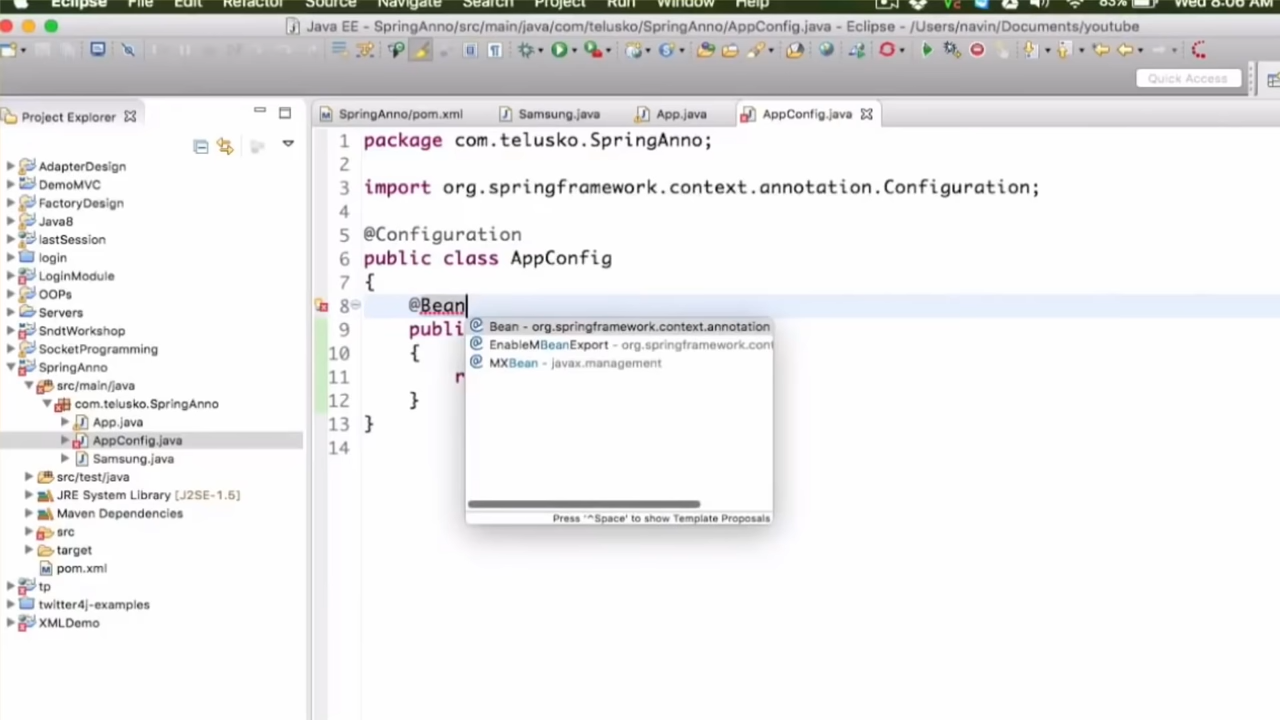 Eclipse File Edit Refactor Source Navigate Search Project Run Window Help 83% Wed 8:06 AM
Java EE - SpringAnno/src/main/java/com/telusko/SpringAnno/AppConfig.java - Eclipse - /Users/navin/Documents/youtube
Quick Access
Project Explorer
AdapterDesign
DemoMVC
FactoryDesign
Java8
lastSession
login
LoginModule
OOPs
Servers
SndtWorkshop
SocketProgramming
SpringAnno
src/main/java
com.telusko.SpringAnno
App.java
AppConfig.java
Samsung.java
src/test/java
JRE System Library [J2SE-1.5]
Maven Dependencies
src
target
pom.xml
tp
twitter4j-examples
XMLDemo
SpringAnno/pom.xml Samsung.java App.java AppConfig.java
1 package com.telusko.SpringAnno;
2
3 import org.springframework.context.annotation.Configuration;
4
5 @Configuration
6 public class AppConfig
7 {
8 @Bean
9 publi
10 {
11 r
12 }
13 }
14
Bean - org.springframework.context.annotation
EnableMBeanExport - org.springframework.cont
MXBean - javax.management
Press '^Space' to show Template Proposals